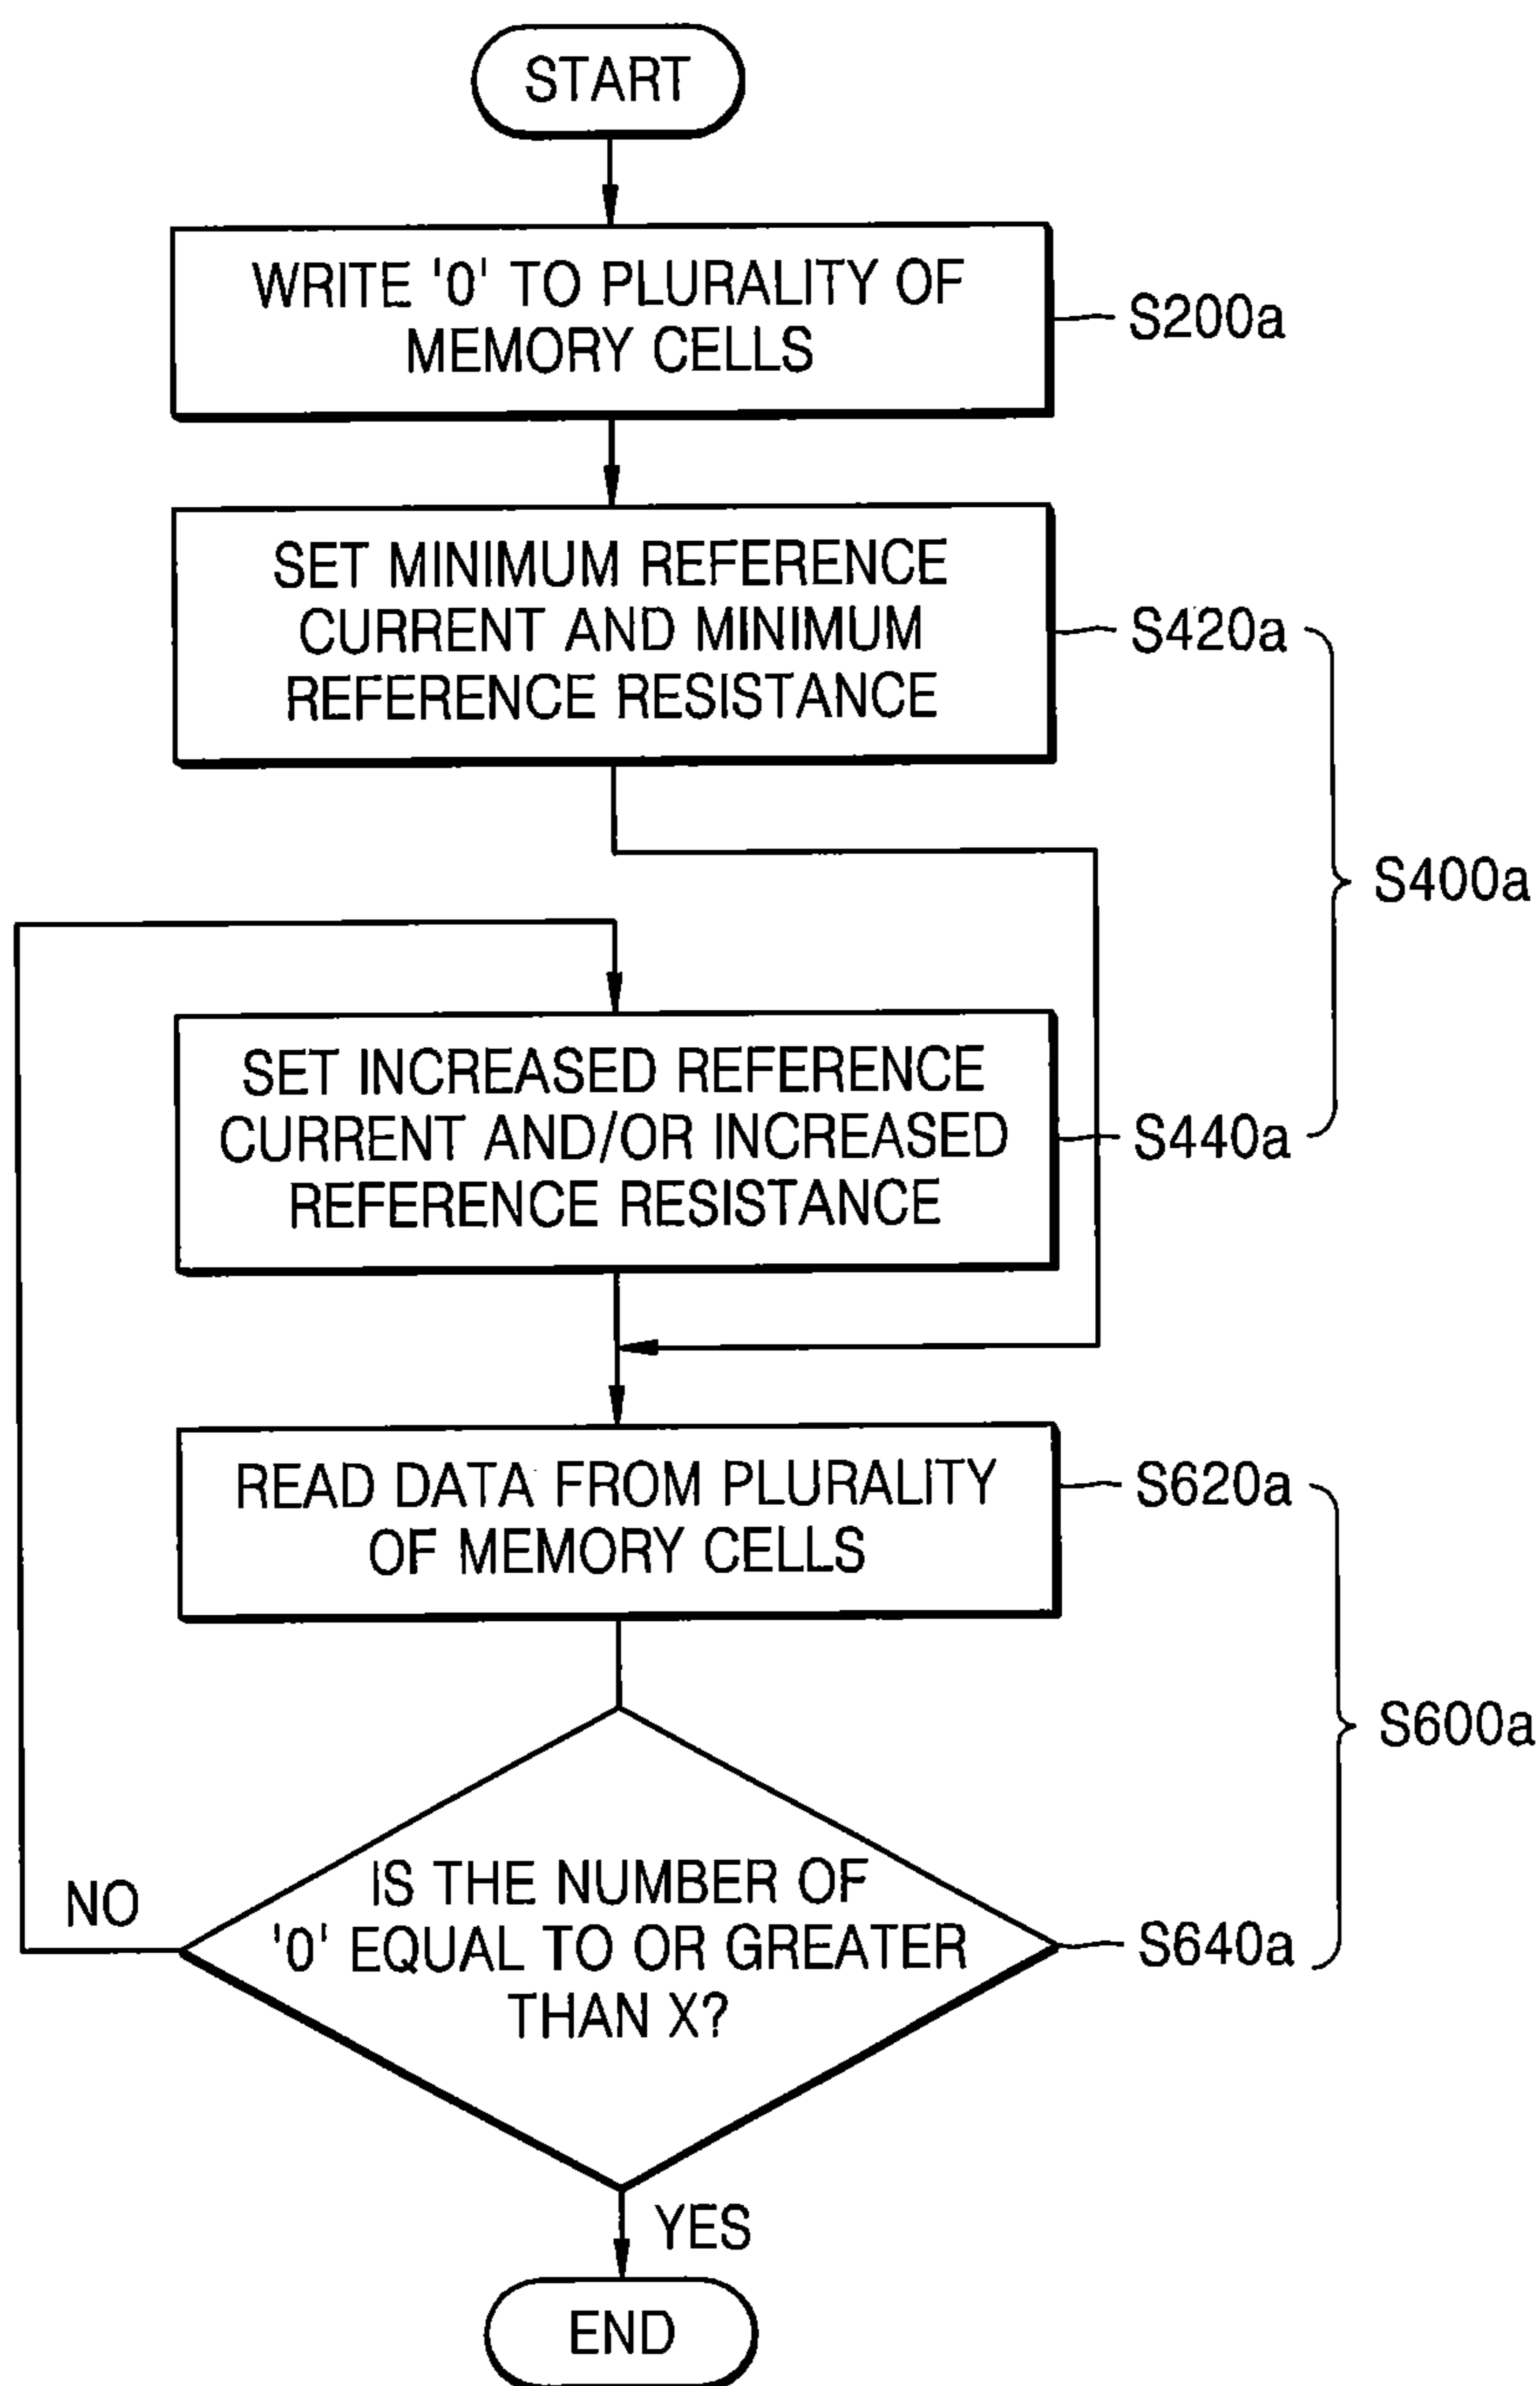 START
WRITE '0' TO PLURALITY OF
MEMORY CELLS
S200a
SET MINIMUM REFERENCE
CURRENT AND MINIMUM
REFERENCE RESISTANCE
S420a
S400a
SET INCREASED REFERENCE
CURRENT AND/OR INCREASED
REFERENCE RESISTANCE
S440a
READ DATA FROM PLURALITY
OF MEMORY CELLS
S620a
S600a
IS THE NUMBER OF
'0' EQUAL TO OR GREATER
THAN X?
S640a
NO
YES
END